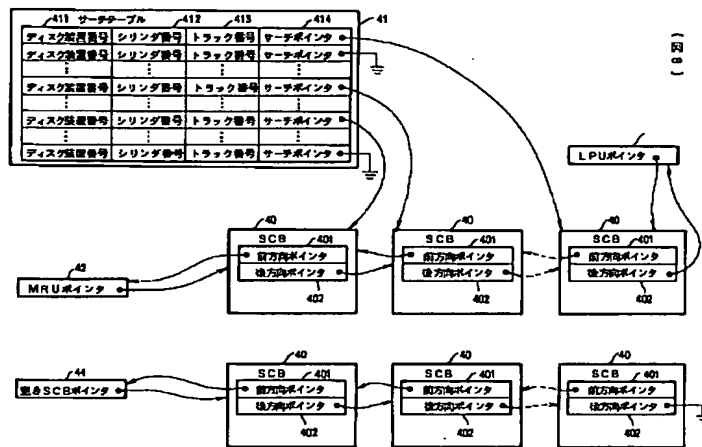 411 サーチテーブル 412 413 414 41
ディスク装置番号 シリンダ番号 トラック番号 サーチポインタ
ディスク装置番号 シリンダ番号 トラック番号 サーチポインタ
ディスク装置番号 シリンダ番号 トラック番号 サーチポインタ
ディスク装置番号 シリンダ番号 トラック番号 サーチポインタ
ディスク装置番号 シリンダ番号 トラック番号 サーチポインタ
(図8)
LPUポインタ
40 40 40
SCB 401 SCB 401 SCB 401
前方向ポインタ 前方向ポインタ 前方向ポインタ
後方向ポインタ 後方向ポインタ 後方向ポインタ
402 402 402
42
MRUポインタ
40 40 40
44
SCB 401 SCB 401 SCB 401
空きSCBポインタ
前方向ポインタ 前方向ポインタ 前方向ポインタ
後方向ポインタ 後方向ポインタ 後方向ポインタ
402 402 402